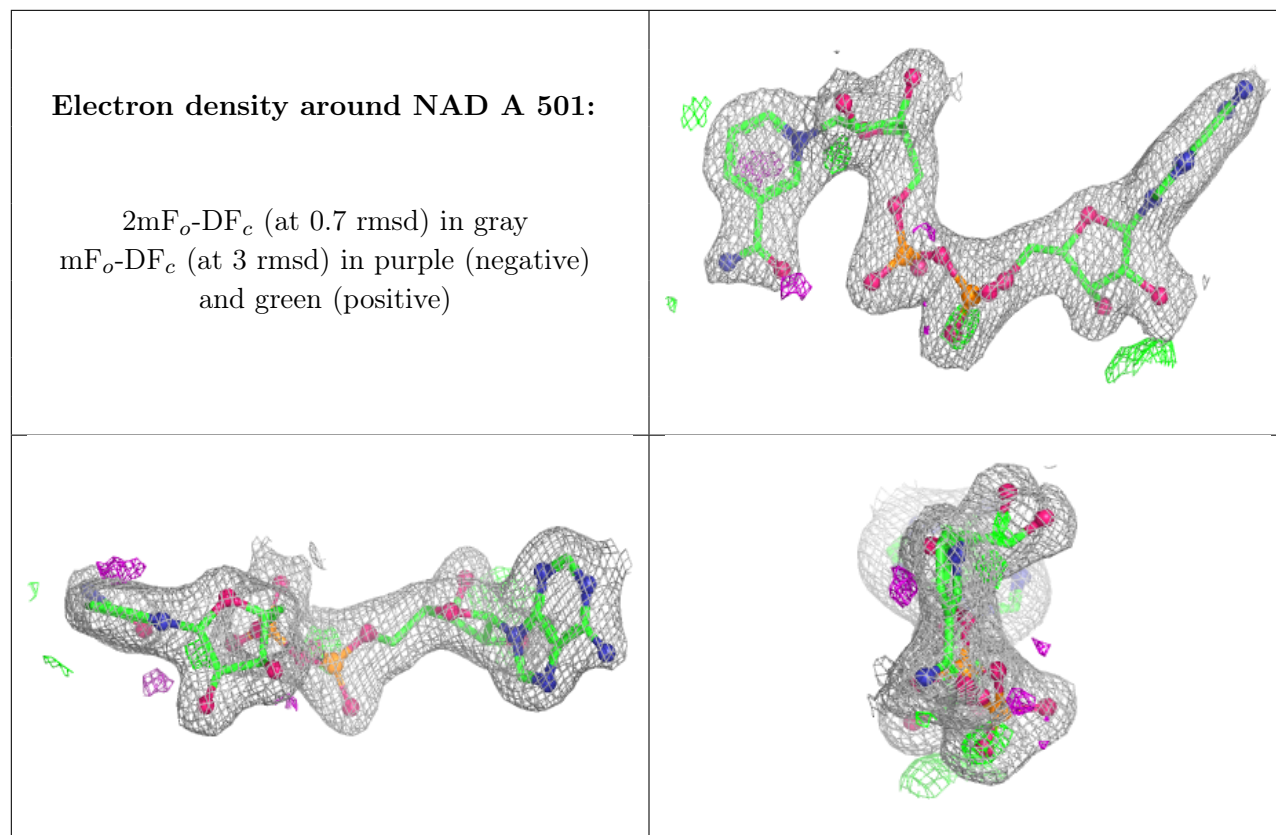 Electron density around NAD A 501:
2mFo-DFc (at 0.7 rmsd) in gray
mFo-DFc (at 3 rmsd) in purple (negative)
and green (positive)